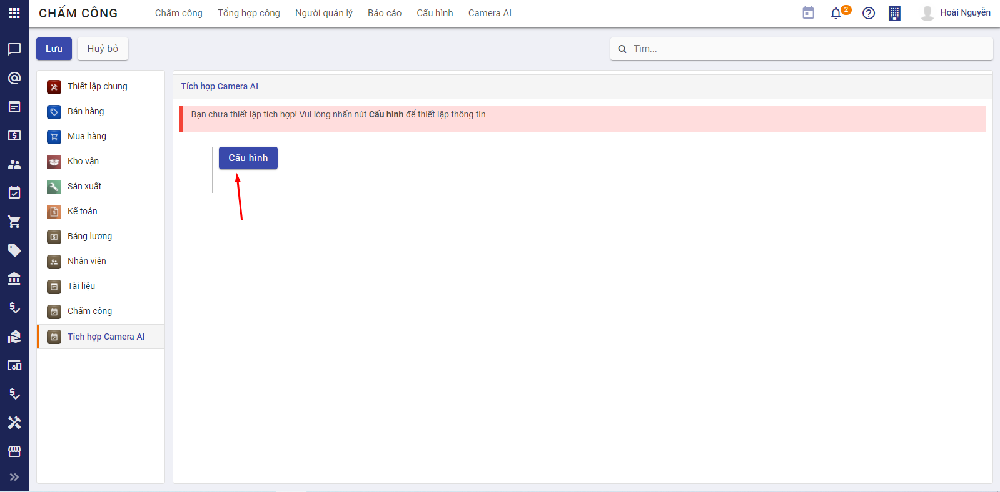 CHẤM CÔNG
Chấm công Tổng hợp công Người quản lý Báo cáo Cấu hình Camera AI
2
Hoài Nguyễn
Lưu Huỷ bỏ
Tìm...
Thiết lập chung
Bán hàng
Mua hàng
Kho vận
Sản xuất
Kế toán
Bảng lương
Nhân viên
Tài liệu
Chấm công
Tích hợp Camera AI
Tích hợp Camera AI
Bạn chưa thiết lập tích hợp! Vui lòng nhấn nút Cấu hình để thiết lập thông tin
Cấu hình